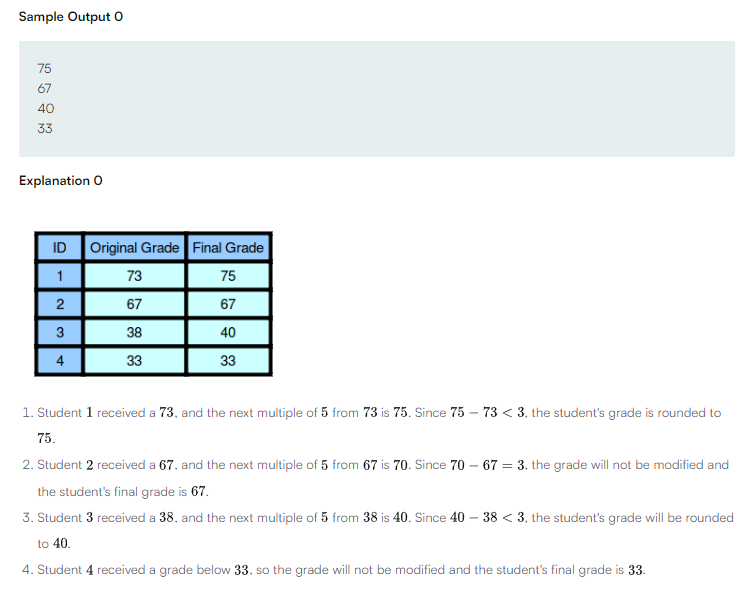 Sample Output 0
75
67
40
33
Explanation 0
ID Original Grade Final Grade
1 73 75
2 67 67
3 38 40
4 33 33
1. Student 1 received a 73, and the next multiple of 5 from 73 is 75. Since 75 − 73 < 3, the student's grade is rounded to
75.
2. Student 2 received a 67, and the next multiple of 5 from 67 is 70. Since 70 − 67 = 3, the grade will not be modified and
the student's final grade is 67.
3. Student 3 received a 38, and the next multiple of 5 from 38 is 40. Since 40 − 38 < 3, the student's grade will be rounded
to 40.
4. Student 4 received a grade below 33, so the grade will not be modified and the student's final grade is 33.